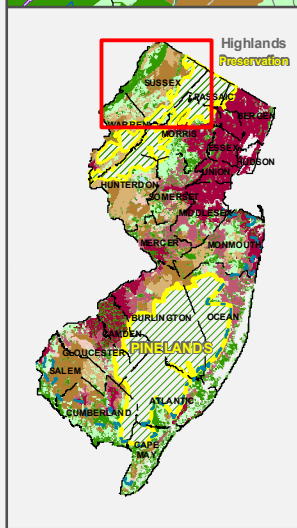 Highlands
Preservation
SUSSEX
PASSAIC
BERGEN
WARREN
MORRIS
ESSEX
HUDSON
UNION
HUNTERDON
SOMERSET
MIDDLESEX
MERCER
MONMOUTH
BURLINGTON
OCEAN
CAMDEN
PINELANDS
GLOUCESTER
SALEM
ATLANTIC
CUMBERLAND
CAPE
MAY